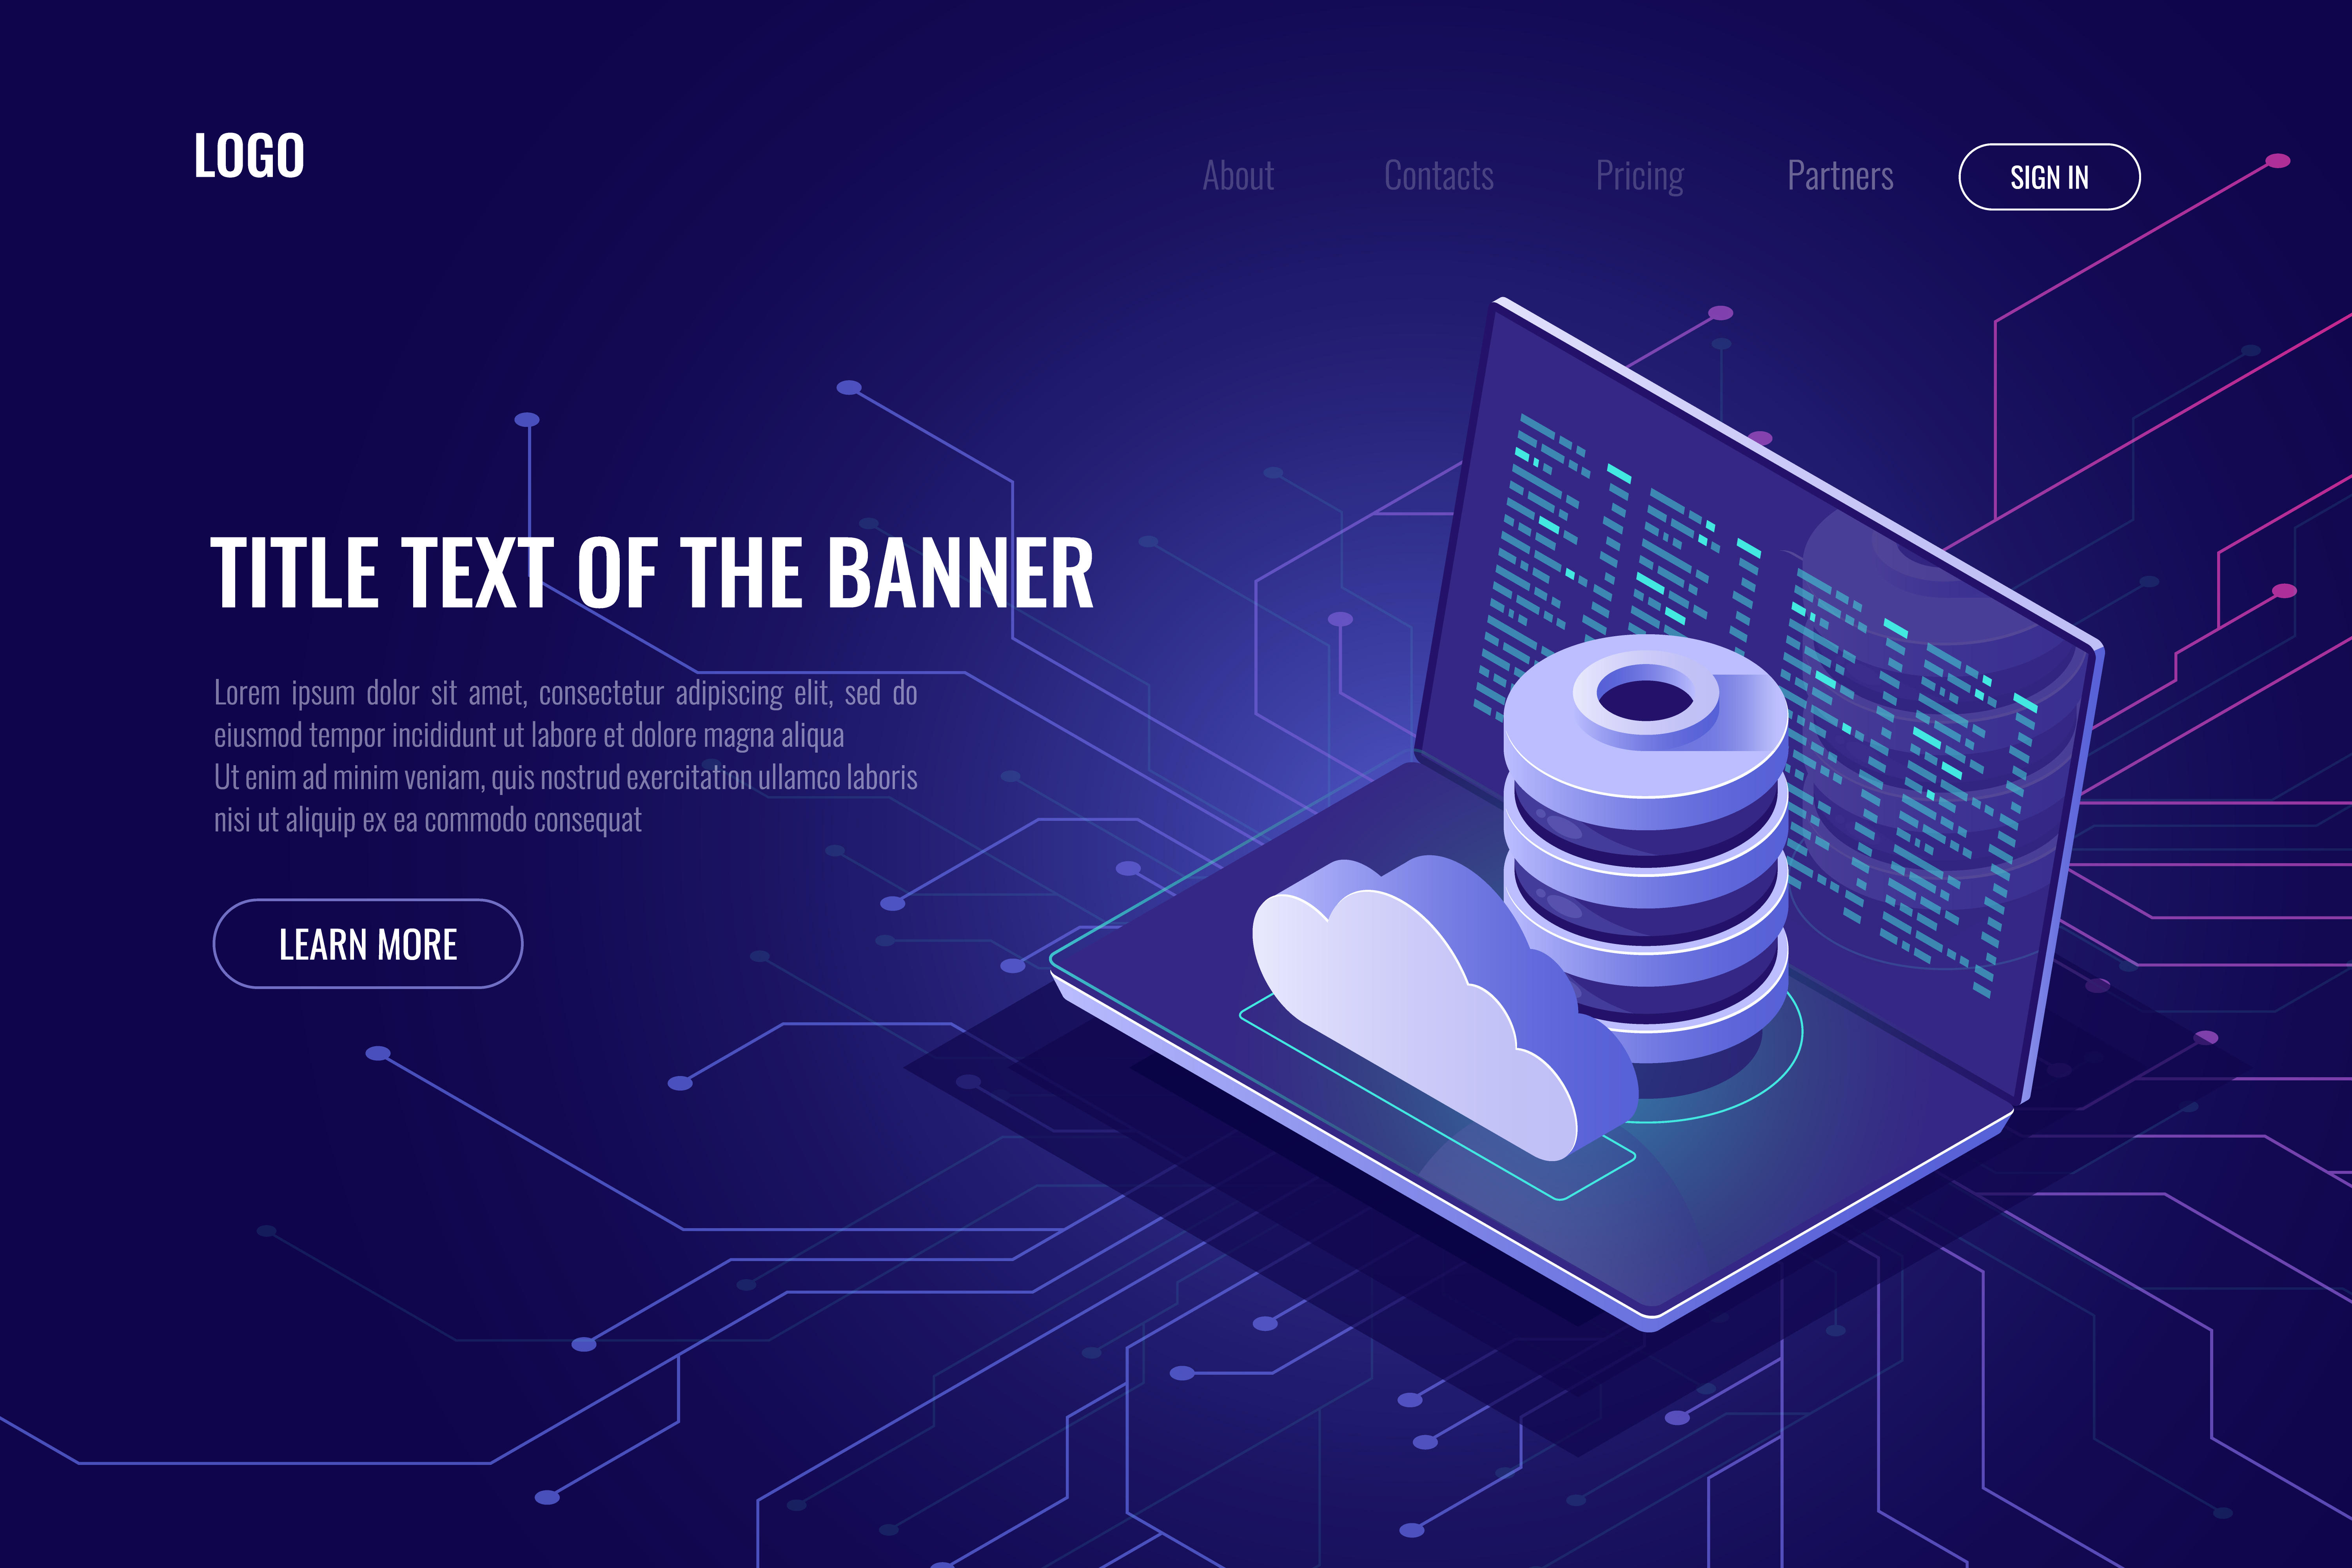 LOGO
About Contacts Pricing Partners SIGN IN
TITLE TEXT OF THE BANNER
Lorem ipsum dolor sit amet, consectetur adipiscing elit, sed do
eiusmod tempor incididunt ut labore et dolore magna aliqua
Ut enim ad minim veniam, quis nostrud exercitation ullamco laboris
nisi ut aliquip ex ea commodo consequat
LEARN MORE